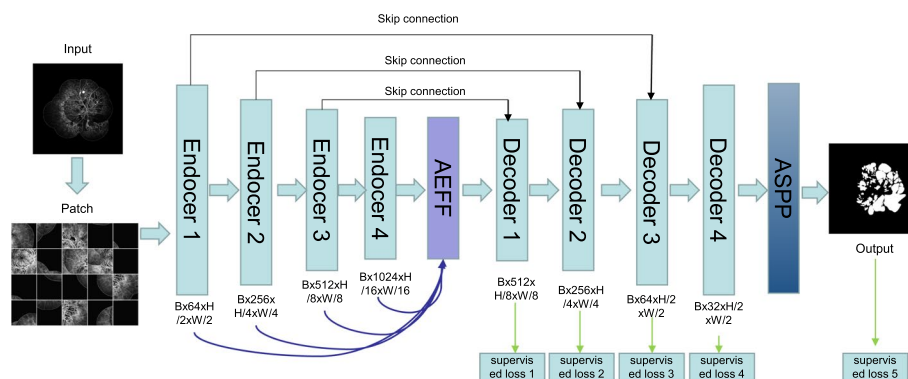 Skip connection
Input
Skip connection
Skip connection
Endocer 1
Endocer 2
Endocer 3
Endocer 4
AEFF
Decoder 1
Decoder 2
Decoder 3
Decoder 4
ASPP
Patch
Output
Bx64xH
/2xW/2
Bx256x
H/4xW/4
Bx512xH
/8xW/8
Bx1024xH
/16xW/16
Bx512x
H/8xW/8
Bx256xH
/4xW/4
Bx64xH/2
xW/2
Bx32xH/2
xW/2
supervis
ed loss 1
supervis
ed loss 2
supervis
ed loss 3
supervis
ed loss 4
supervis
ed loss 5